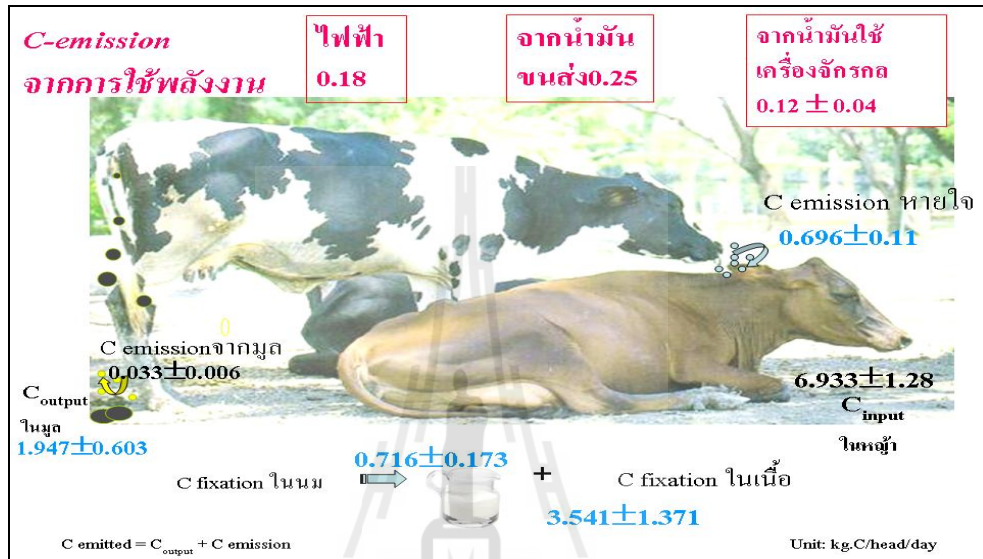 C-emission
จากการใช้พลังงาน
ไฟฟ้า
0.18
จากน้ำมัน
ขนส่ง0.25
จากน้ำมันใช้
เครื่องจักรกล
0.12 ± 0.04
C emission หายใจ
0.696±0.11
C emissionจากมูล
0.033±0.006
C output
ในมูล
1.947±0.603
6.933±1.28
C input
ในหญ้า
C fixation ในนม
0.716±0.173
+
C fixation ในเนื้อ
3.541±1.371
C emitted = C output + C emission
Unit: kg.C/head/day